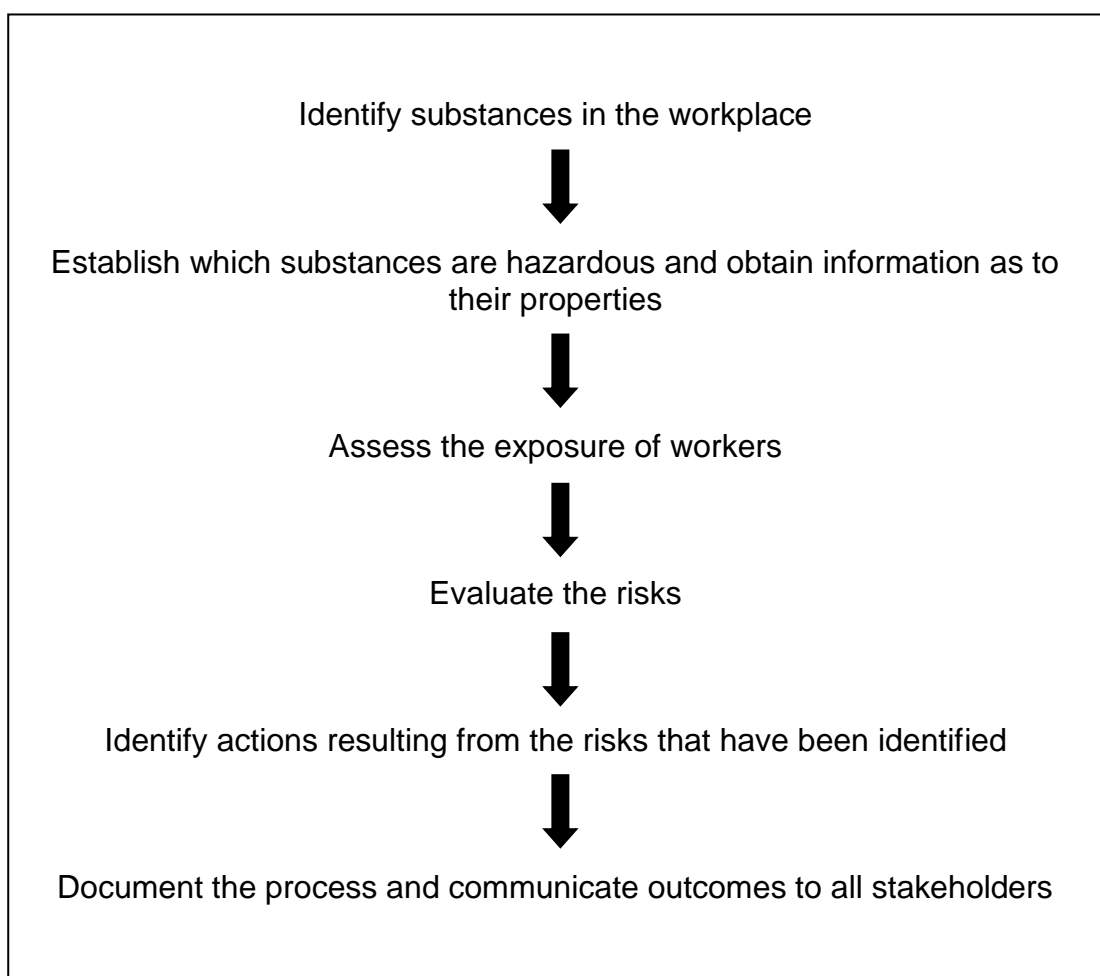 Identify substances in the workplace
Establish which substances are hazardous and obtain information as to
their properties
Assess the exposure of workers
Evaluate the risks
Identify actions resulting from the risks that have been identified
Document the process and communicate outcomes to all stakeholders